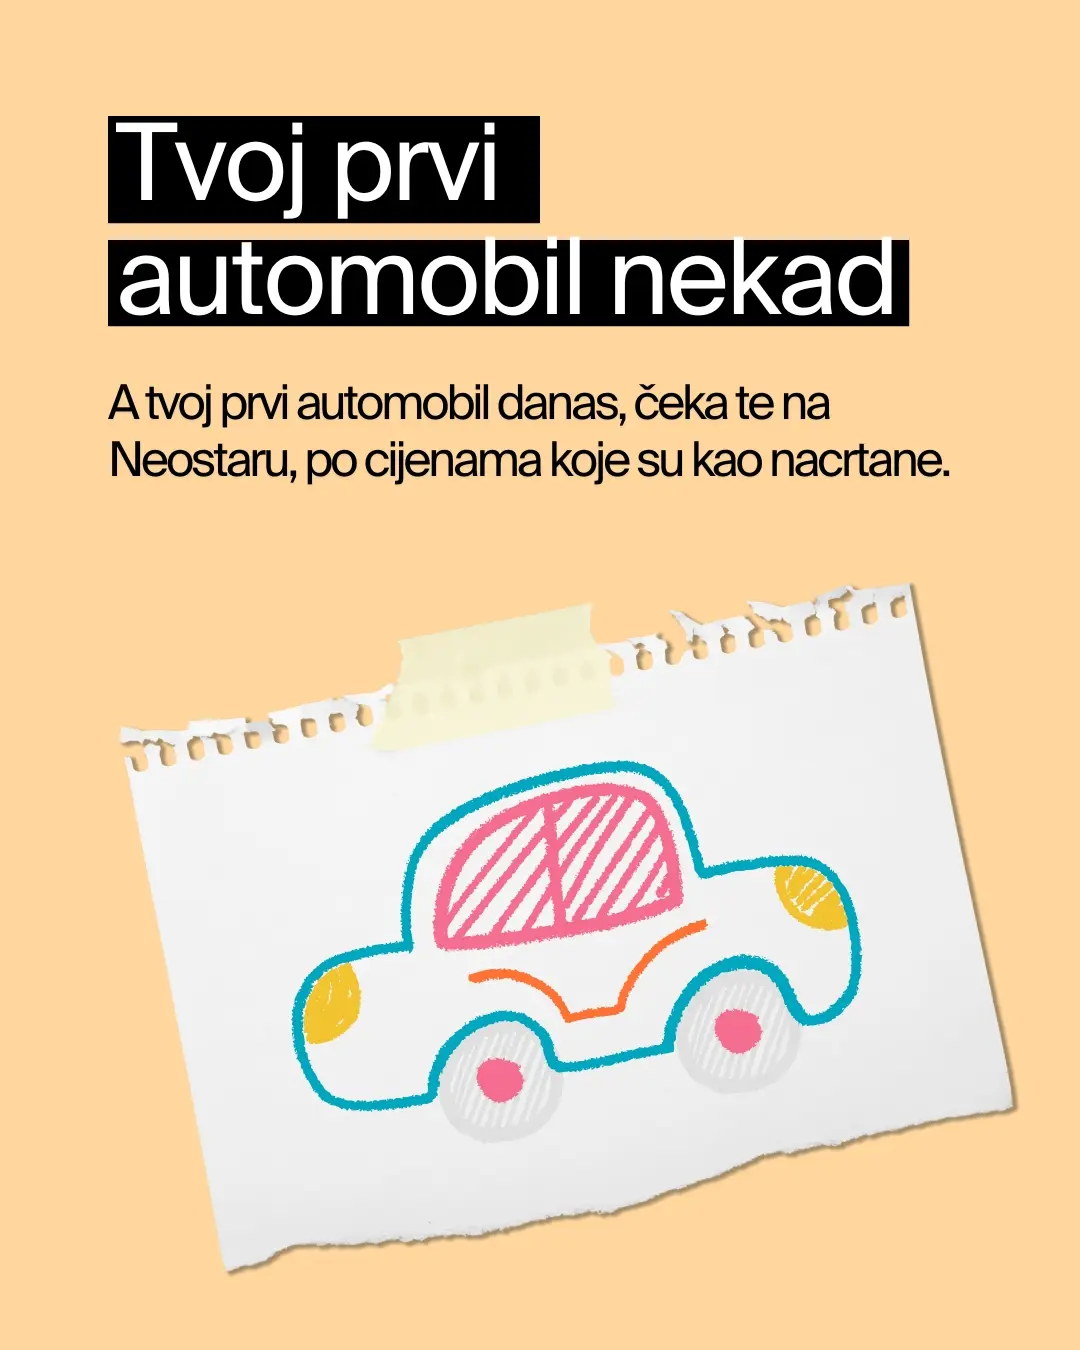 Tvoj prvi
automobil nekad
A tvoj prvi automobil danas, čeka te na
Neostaru, po cijenama koje su kao nacrtane.